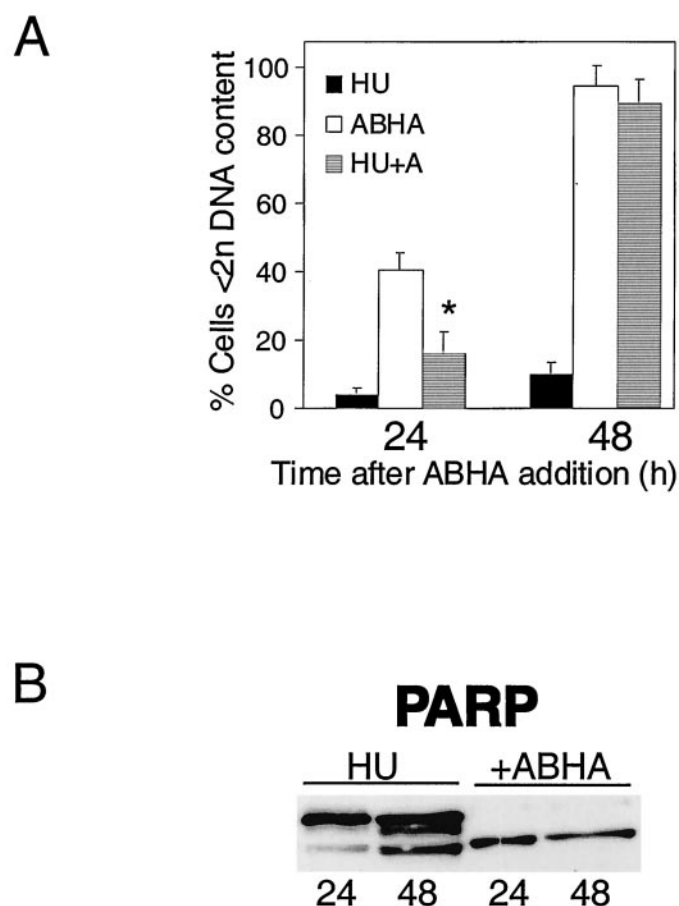 A
% Cells <2n DNA content
100
80
60
40
20
0
HU
ABHA
HU+A
*
24 48
Time after ABHA addition (h)
B
PARP
HU +ABHA
24 48 24 48